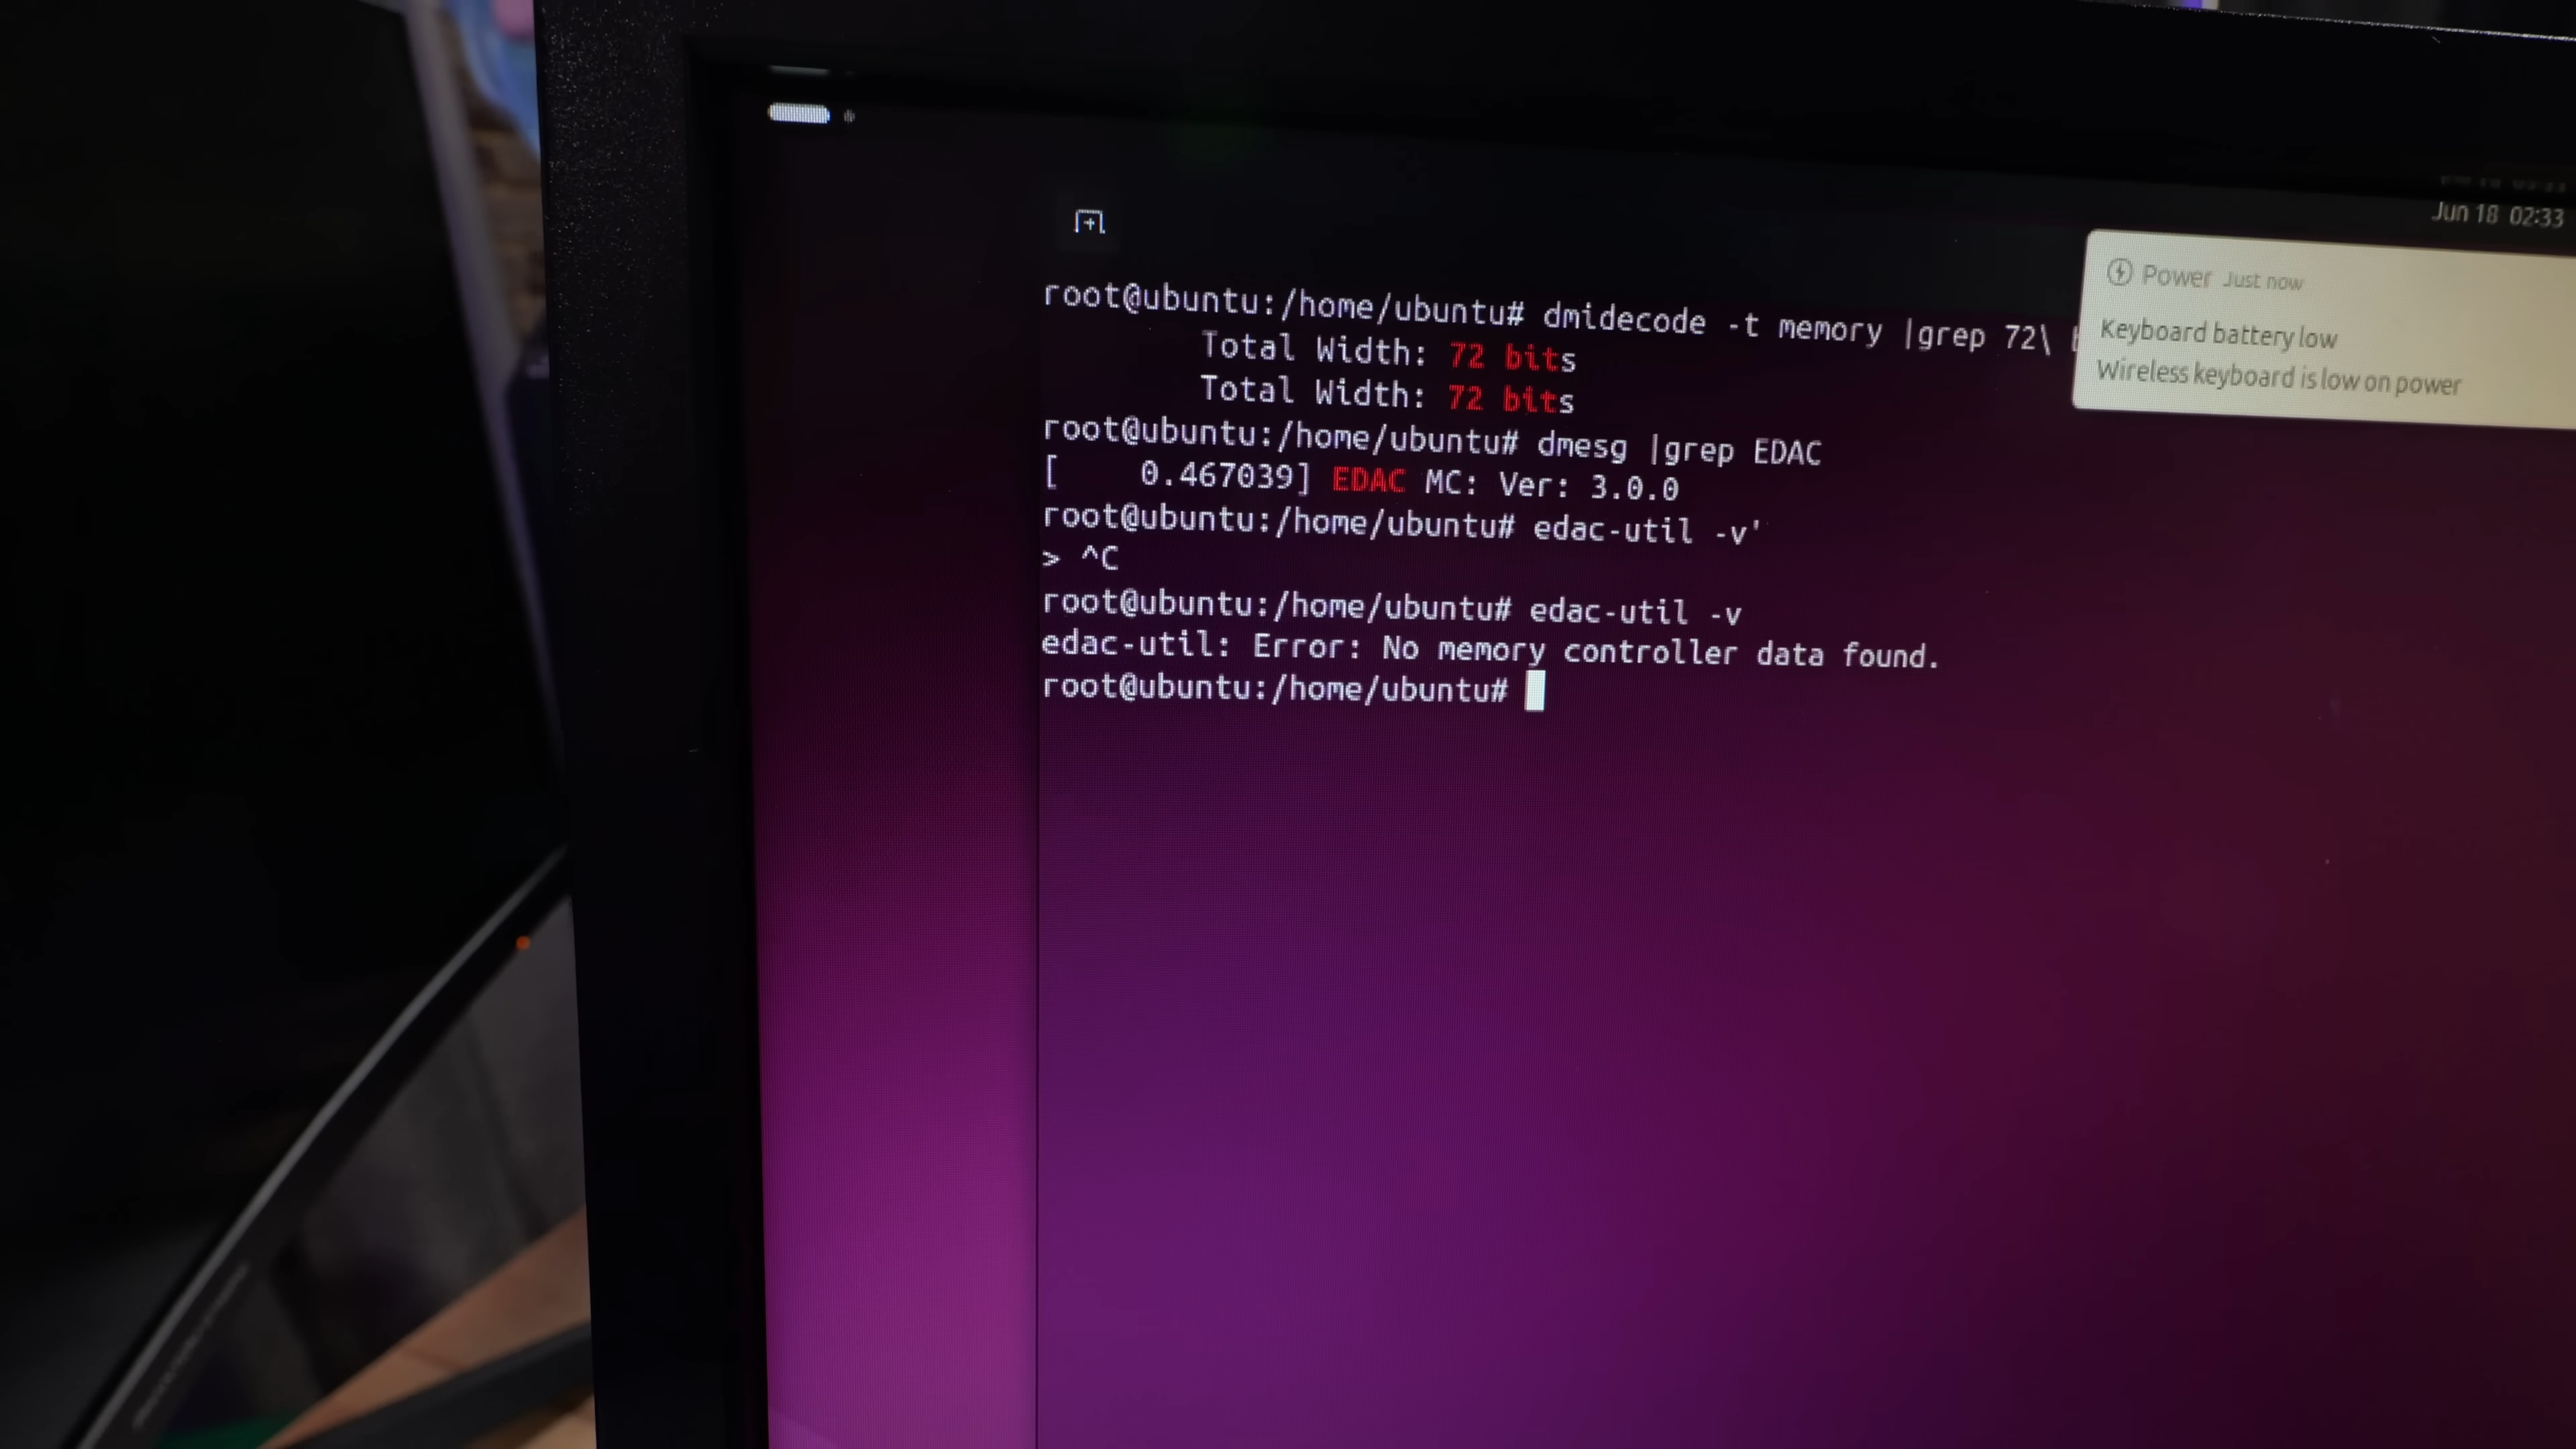 Jun 18 02:33
Power Just now
Keyboard battery low
Wireless keyboard is low on power
root@ubuntu:/home/ubuntu# dmidecode -t memory |grep 72\
Total Width: 72 bits
Total Width: 72 bits
root@ubuntu:/home/ubuntu# dmesg |grep EDAC
[    0.467039] EDAC MC: Ver: 3.0.0
root@ubuntu:/home/ubuntu# edac-util -v'
> ^C
root@ubuntu:/home/ubuntu# edac-util -v
edac-util: Error: No memory controller data found.
root@ubuntu:/home/ubuntu#